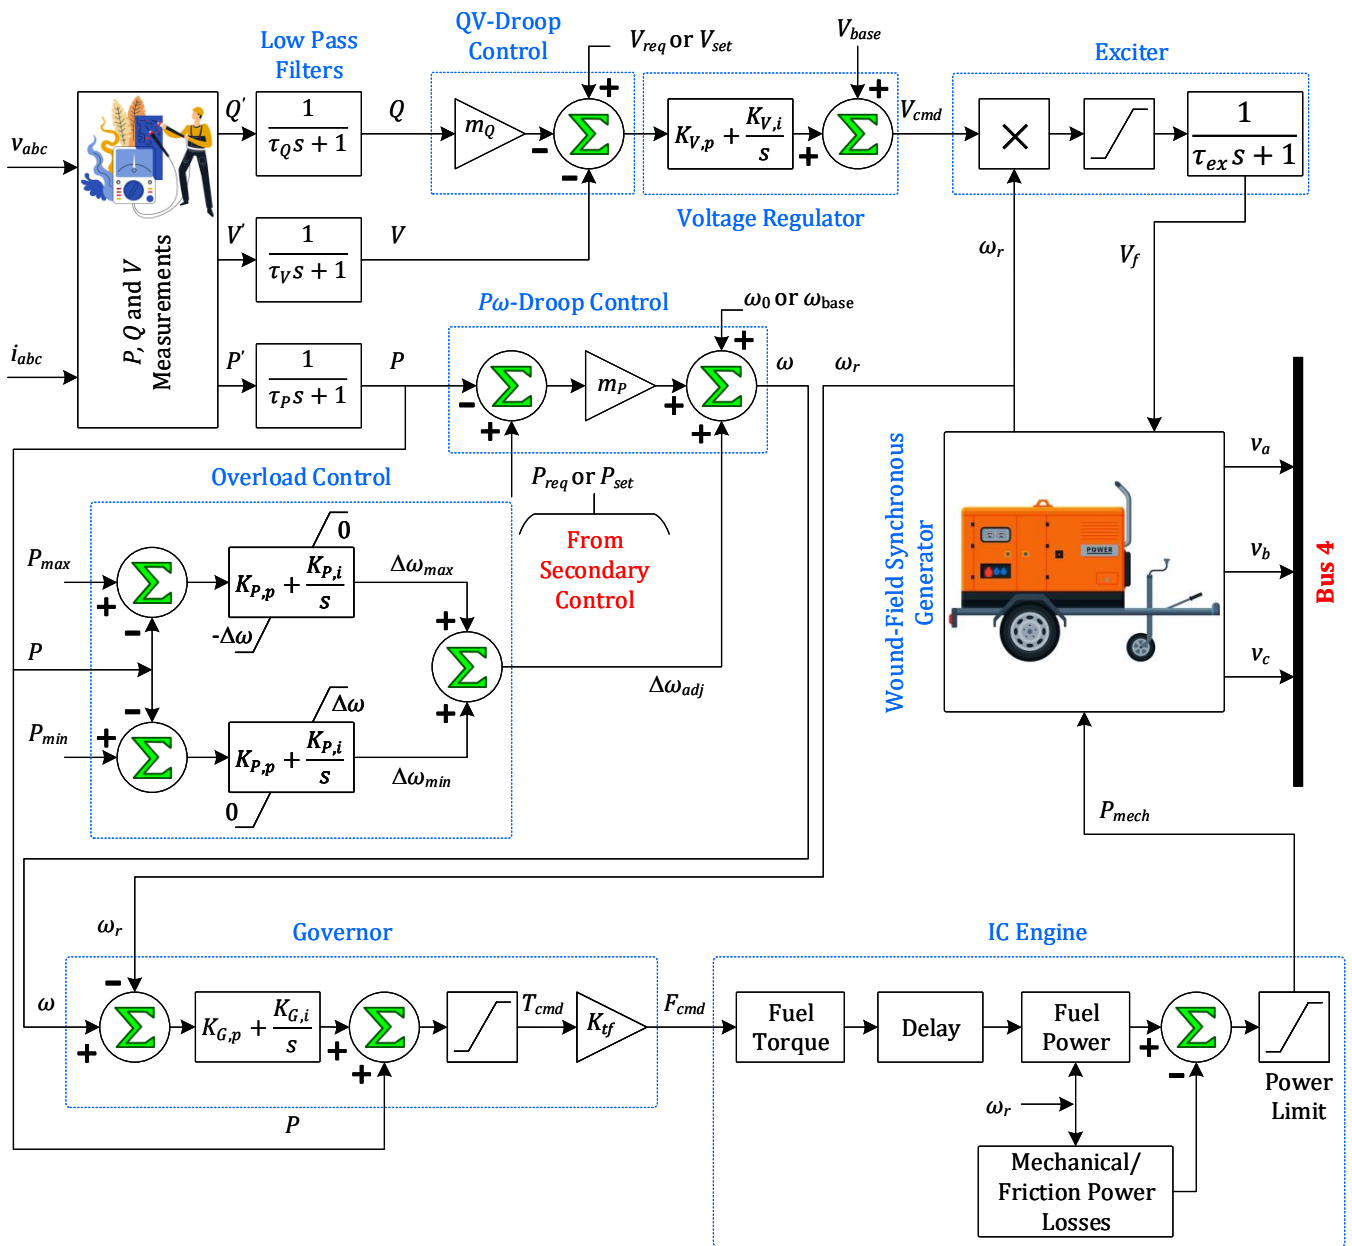 QV-Droop
Control
Low Pass
Filters
V_req or V_set
V_base
Exciter
v_abc
Q′
1
τ_Q s + 1
Q
m_Q
Σ
K_V,p + K_V,i / s
Σ
V_cmd
×
1
τ_ex s + 1
Voltage Regulator
P, Q and V
Measurements
V′
1
τ_V s + 1
V
ω_r
V_f
Pω-Droop Control
ω_0 or ω_base
i_abc
P′
1
τ_P s + 1
P
Σ
m_P
Σ
ω
ω_r
Overload Control
P_req or P_set
From
Secondary
Control
Wound-Field Synchronous
Generator
POWER
v_a
v_b
v_c
Bus 4
P_max
Σ
0
K_P,p + K_P,i / s
-Δω
Δω_max
P
Σ
Δω_adj
P_min
Σ
Δω
K_P,p + K_P,i / s
0
Δω_min
P_mech
ω_r
Governor
IC Engine
ω
Σ
K_G,p + K_G,i / s
Σ
T_cmd
K_tf
F_cmd
Fuel
Torque
Delay
Fuel
Power
Σ
Power
Limit
P
ω_r
Mechanical/
Friction Power
Losses